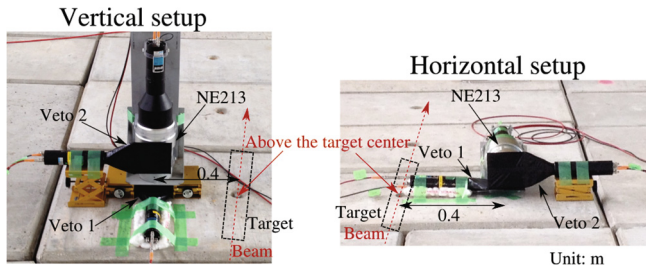 Vertical setup
Veto 2
NE213
Above the target center
0.4
Veto 1
Target
Beam
Horizontal setup
NE213
Veto 1
Target
Beam
0.4
Veto 2
Unit: m